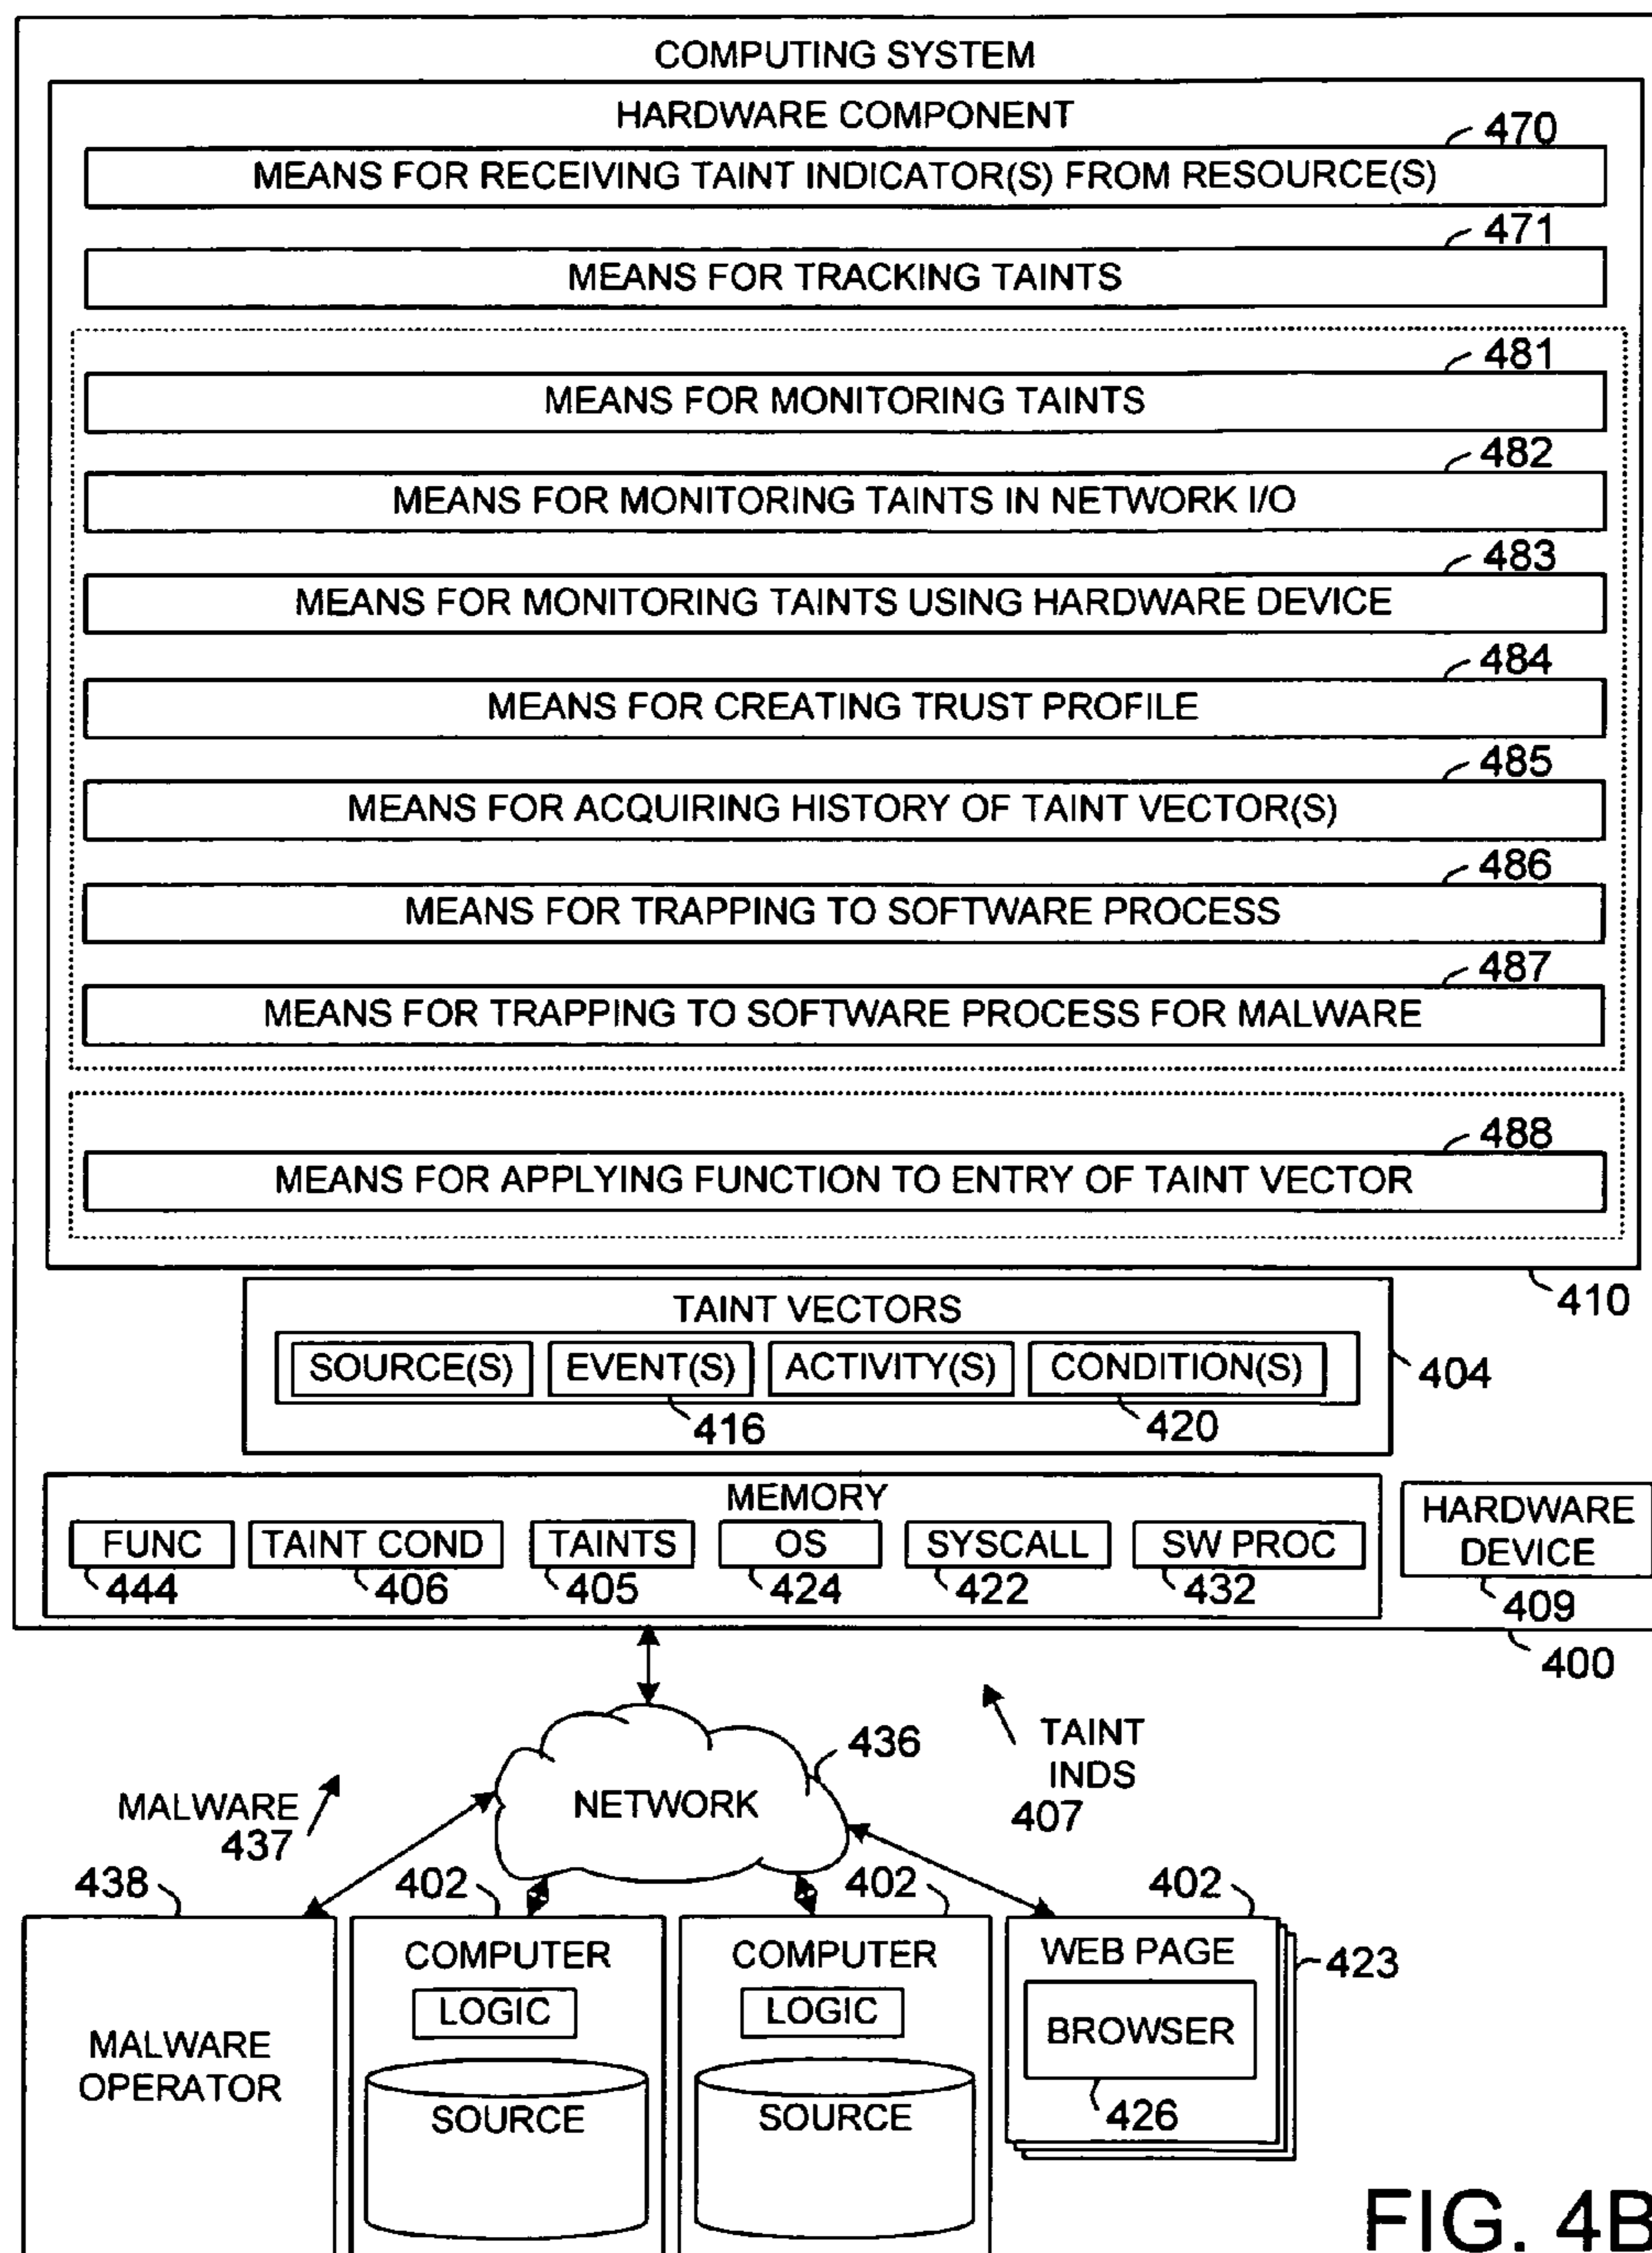 COMPUTING SYSTEM
HARDWARE COMPONENT
470
MEANS FOR RECEIVING TAINT INDICATOR(S) FROM RESOURCE(S)
471
MEANS FOR TRACKING TAINTS
481
MEANS FOR MONITORING TAINTS
482
MEANS FOR MONITORING TAINTS IN NETWORK I/O
483
MEANS FOR MONITORING TAINTS USING HARDWARE DEVICE
484
MEANS FOR CREATING TRUST PROFILE
485
MEANS FOR ACQUIRING HISTORY OF TAINT VECTOR(S)
486
MEANS FOR TRAPPING TO SOFTWARE PROCESS
487
MEANS FOR TRAPPING TO SOFTWARE PROCESS FOR MALWARE
488
MEANS FOR APPLYING FUNCTION TO ENTRY OF TAINT VECTOR
410
TAINT VECTORS
SOURCE(S) EVENT(S) ACTIVITY(S) CONDITION(S)
404
416 420
MEMORY
FUNC TAINT COND TAINTS OS SYSCALL SW PROC
444 406 405 424 422 432
HARDWARE
DEVICE
409
400
436
TAINT
INDS
407
NETWORK
MALWARE
437
438 402 402 402
MALWARE
OPERATOR
COMPUTER
LOGIC
SOURCE
COMPUTER
LOGIC
SOURCE
WEB PAGE
423
BROWSER
426
FIG. 4B